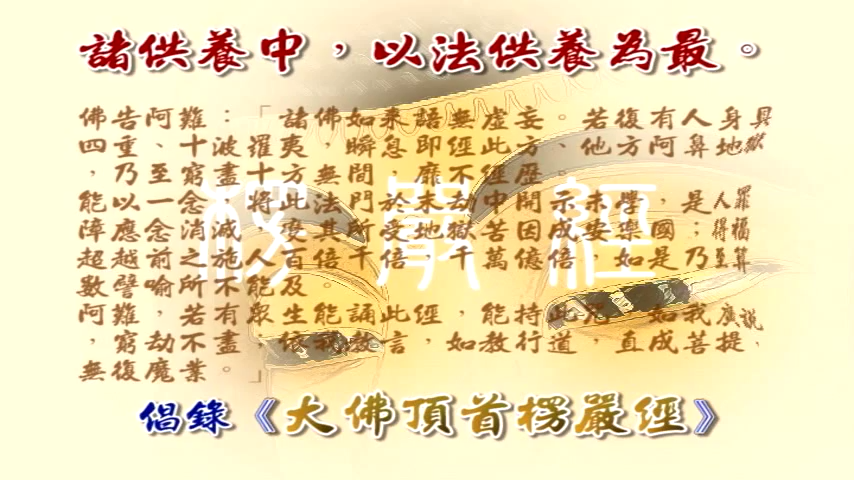 諸供養中，以法供養為最。
佛告阿難：「諸佛如來語無虛妄。若復有人身具
四重、十波羅夷，瞬息即經此方、他方阿鼻地獄
，乃至窮盡十方無間，靡不經歷。
能以一念，將此法門於末劫中開示未學，是人罪
障應念消滅，變其所受地獄苦因成安樂國；得福
超越前之施人百倍千倍，千萬億倍，如是乃至算
數譬喻所不能及。
阿難，若有眾生能誦此經，能持此咒，如我廣說
，窮劫不盡，依我教言，如教行道，直成菩提，
無復魔業。」
楞嚴經
倡錄《大佛頂首楞嚴經》